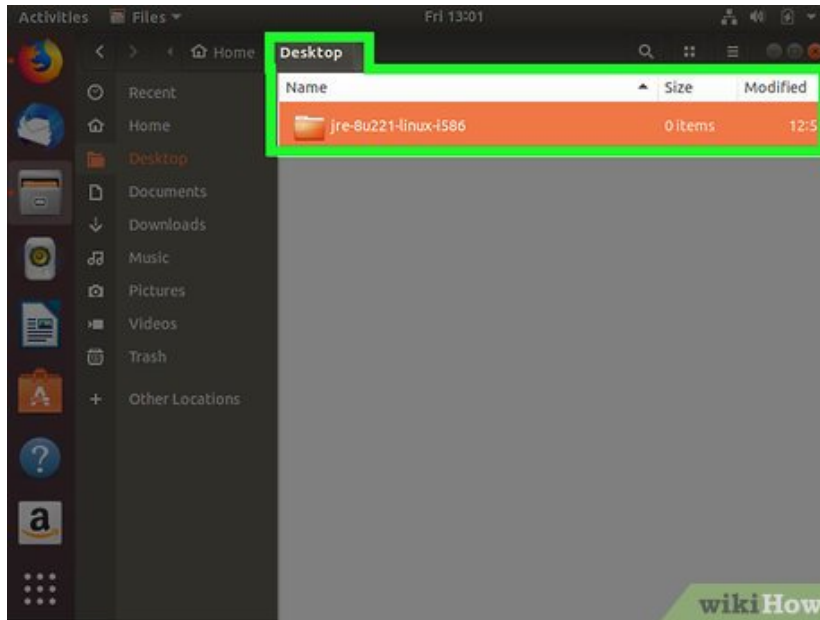 Activities Files Fri 13:01
Home Desktop
Name Size Modified
jre-8u221-linux-i586 0 items 12:5
Recent
Home
Desktop
Documents
Downloads
Music
Pictures
Videos
Trash
Other Locations
a
wikiHow